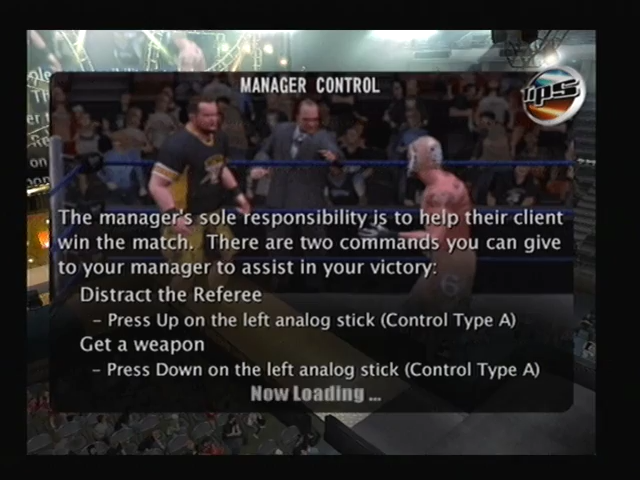 MANAGER CONTROL
TIPS
The manager's sole responsibility is to help their client
win the match. There are two commands you can give
to your manager to assist in your victory:
Distract the Referee
– Press Up on the left analog stick (Control Type A)
Get a weapon
– Press Down on the left analog stick (Control Type A)
Now Loading ...
6